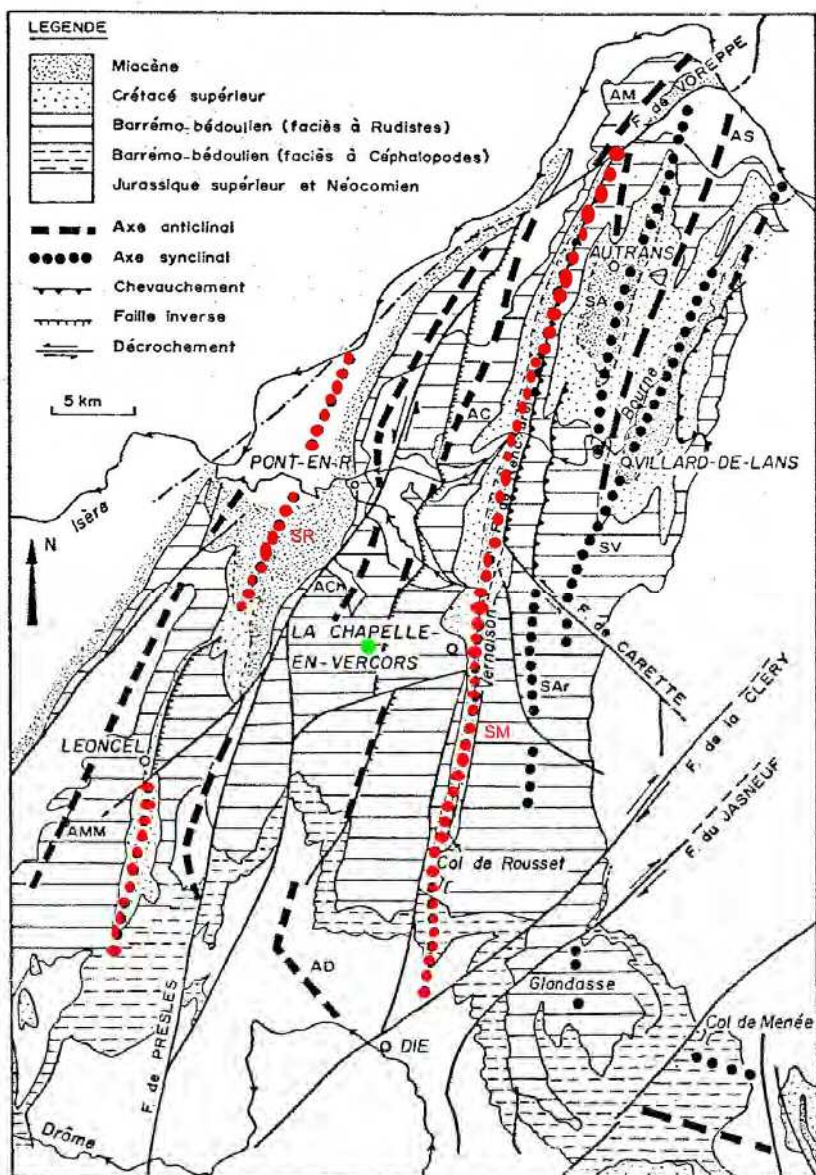 LEGENDE
Miocène
Crétacé supérieur
Barrémo-bédoulien (faciès à Rudistes)
Barrémo-bédoulien (faciès à Céphalopodes)
Jurassique supérieur et Néocomien
Axe anticlinal
Axe synclinal
Chevauchement
Faille inverse
Décrochement
5 km
N
AM
F. de VOREPPE
AS
AUTRANS
SA
Bourne
AC
PONT-EN-R
VILLARD-DE-LANS
Isère
SR
SV
ACh
LA CHAPELLE-
EN-VERCORS
Vernaison
F. de CARETTE
SAr
SM
LEONCEL
F. de la CLERY
F. du JASNEUF
AMM
Col de Rousset
AD
Glandasse
Col de Menée
F. de PRESLES
DIE
Drôme